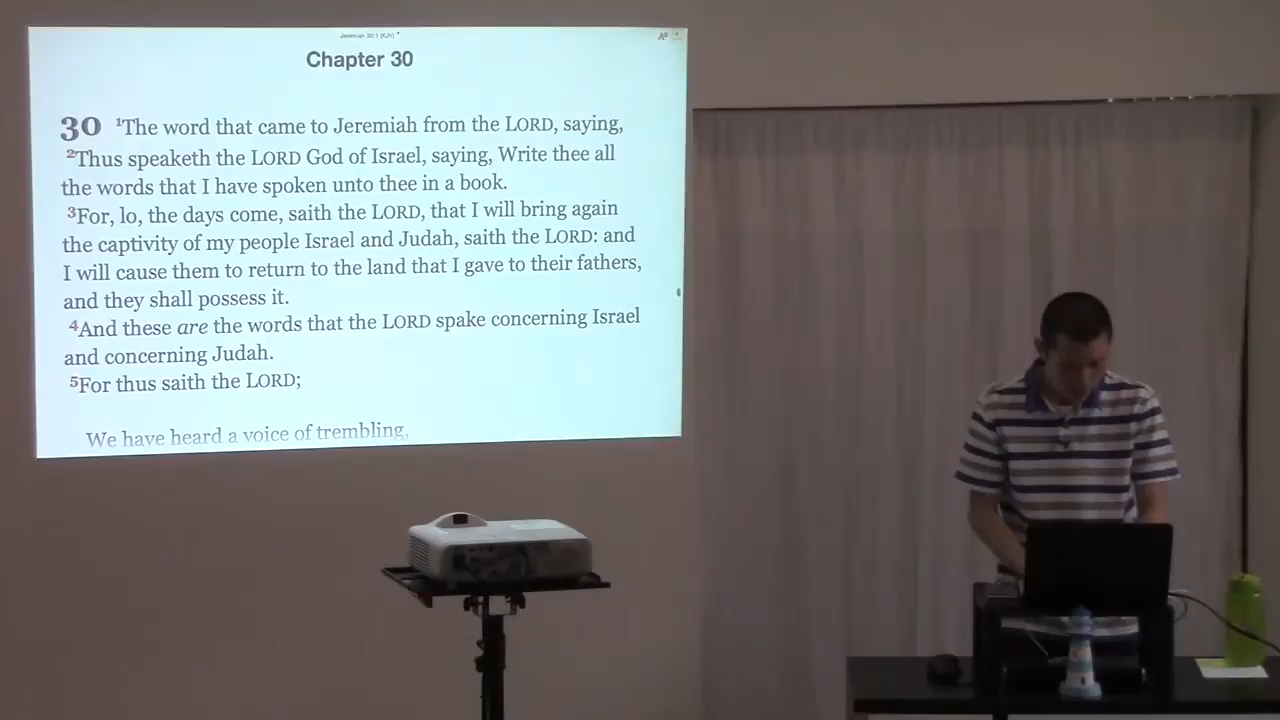 Jeremiah 30:1 (KJV)
Chapter 30
30 1The word that came to Jeremiah from the LORD, saying,
2Thus speaketh the LORD God of Israel, saying, Write thee all
the words that I have spoken unto thee in a book.
3For, lo, the days come, saith the LORD, that I will bring again
the captivity of my people Israel and Judah, saith the LORD: and
I will cause them to return to the land that I gave to their fathers,
and they shall possess it.
4And these are the words that the LORD spake concerning Israel
and concerning Judah.
5For thus saith the LORD;
We have heard a voice of trembling,